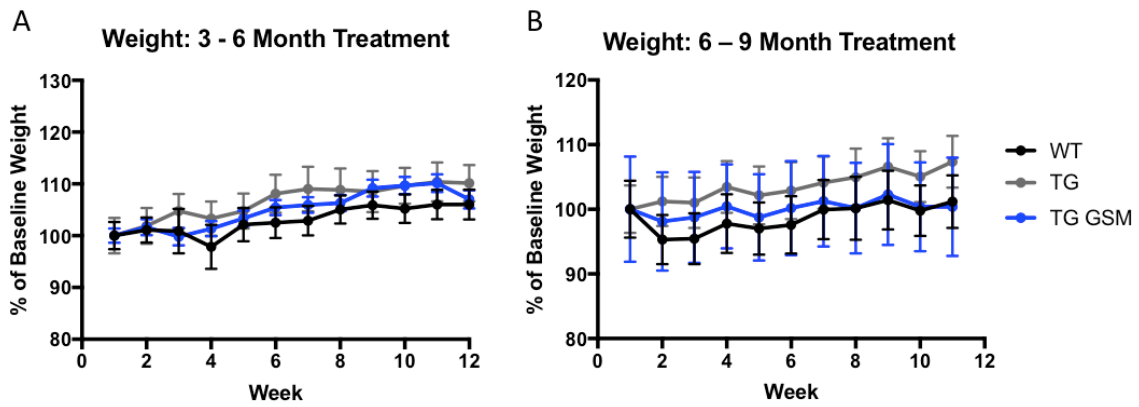 A
Weight: 3 - 6 Month Treatment
% of Baseline Weight
130
120
110
100
90
80
0 2 4 6 8 10 12
Week
B
Weight: 6 – 9 Month Treatment
% of Baseline Weight
120
110
100
90
80
0 2 4 6 8 10 12
Week
WT
TG
TG GSM